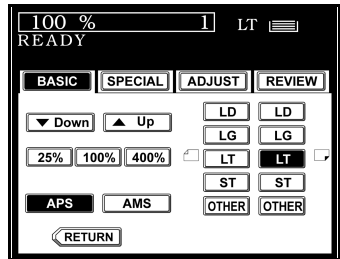 100 % 1 LT
READY
BASIC SPECIAL ADJUST REVIEW
Down Up
LD LD
LG LG
25% 100% 400%
LT LT
ST ST
APS AMS
OTHER OTHER
RETURN